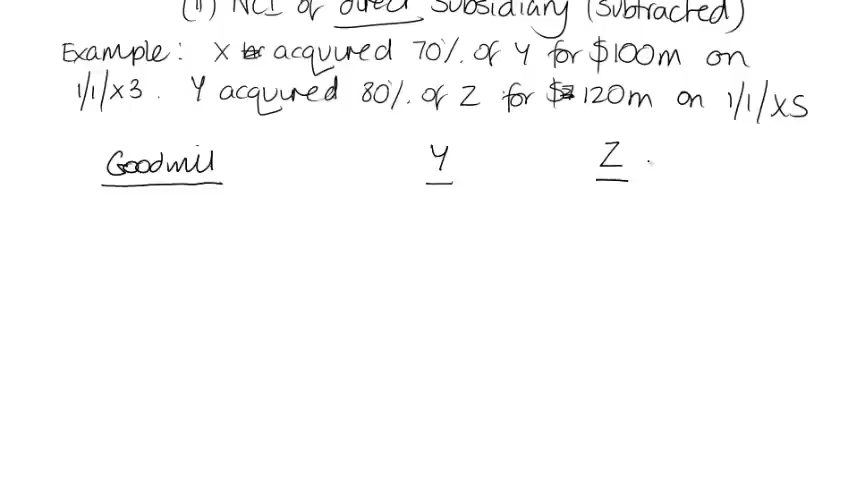 (ii) NCI of direct Subsidiary (subtracted)
Example: X acquired 70% of Y for $100m on
1/1/X3. Y acquired 80% of Z for $120m on 1/1/X5
Goodwill Y Z